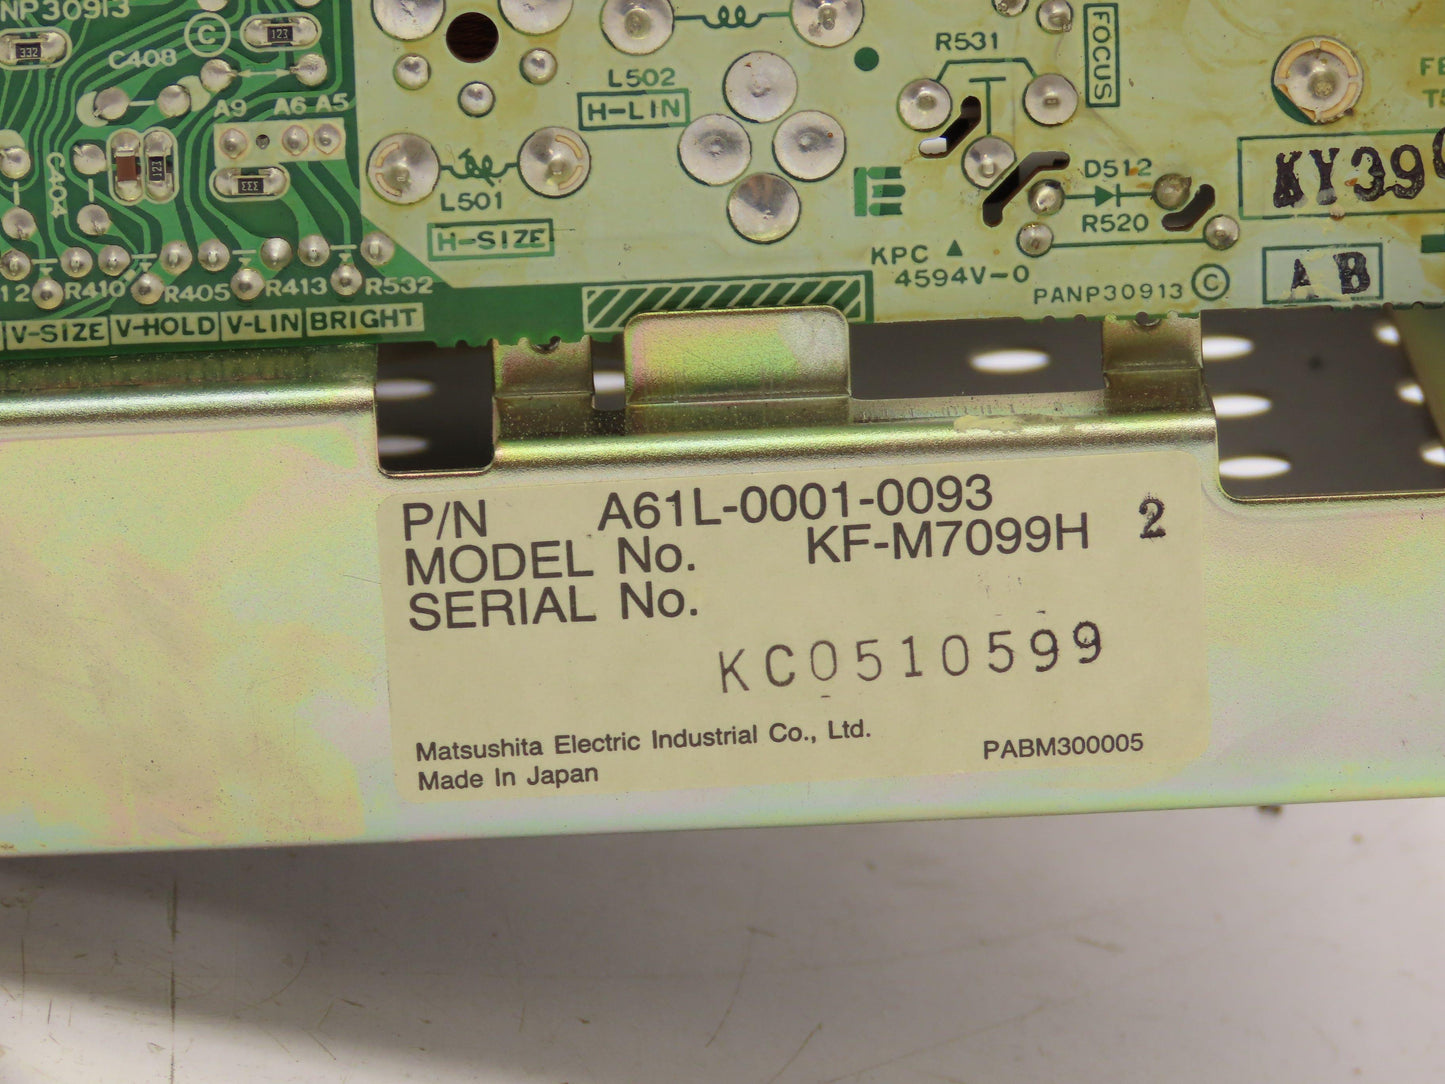 NP30913
332
C408
©
123
A9 A6 A5
C404
123
333
L502
H-LIN
L501
H-SIZE
R531
FOCUS
D512
R520
KPC
4594V-0
PANP30913 ©
KY39
AB
12 R410 R405 R413 R532
V-SIZE V-HOLD V-LIN BRIGHT
P/N A61L-0001-0093
MODEL No. KF-M7099H 2
SERIAL No.
KC0510599
Matsushita Electric Industrial Co., Ltd.
Made In Japan
PABM300005